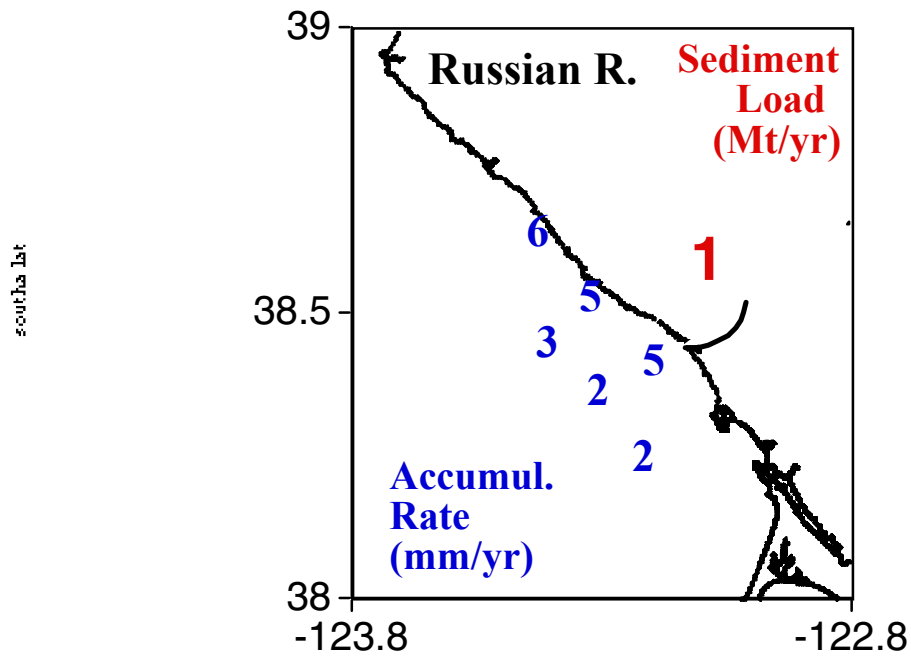 39
Russian R.
Sediment
Load
(Mt/yr)
6
1
5
38.5
3
5
2
2
Accumul.
Rate
(mm/yr)
38
-123.8
-122.8